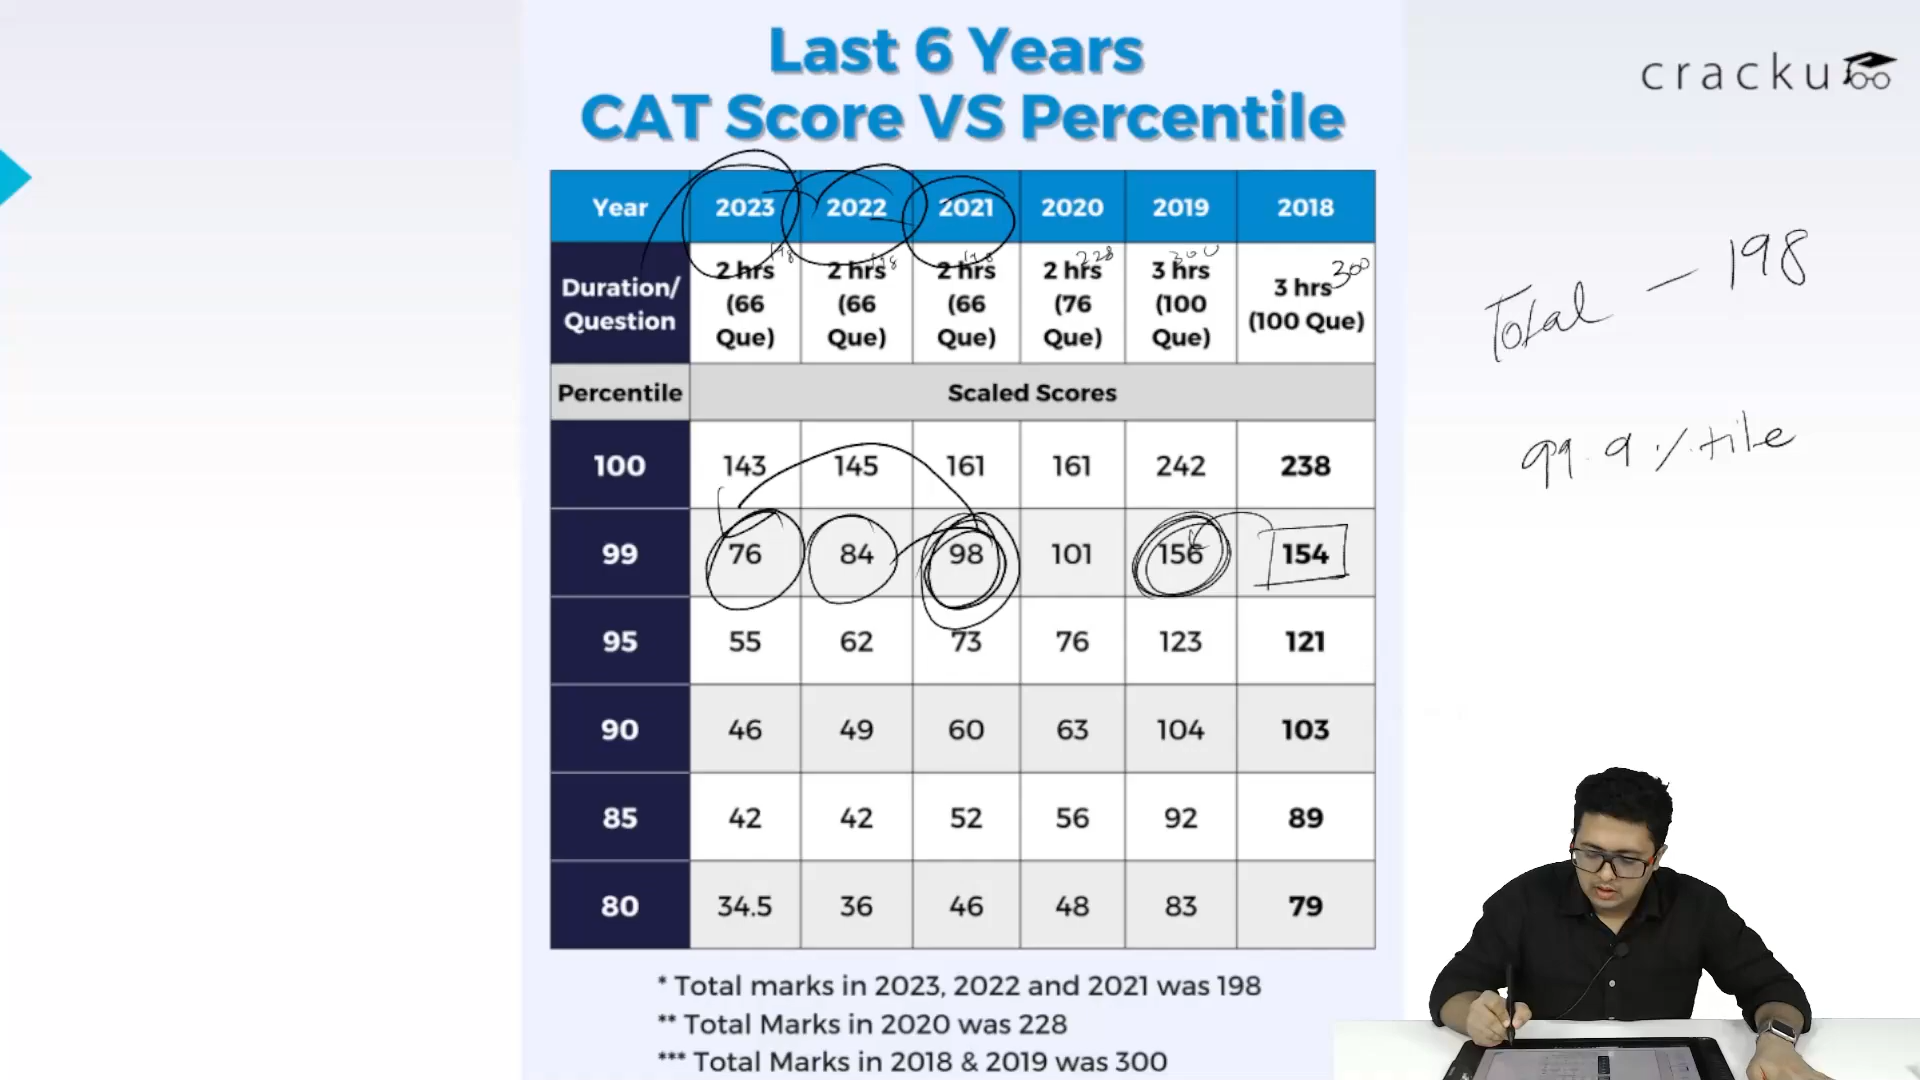 Last 6 Years
CAT Score VS Percentile
cracku
Year 2023 2022 2021 2020 2019 2018
198 198 198 228 300 300
Duration/ Question 2 hrs (66 Que) 2 hrs (66 Que) 2 hrs (66 Que) 2 hrs (76 Que) 3 hrs (100 Que) 3 hrs (100 Que)
Total - 198
Percentile Scaled Scores
99.9 %tile
100 143 145 161 161 242 238
99 76 84 98 101 156 154
95 55 62 73 76 123 121
90 46 49 60 63 104 103
85 42 42 52 56 92 89
80 34.5 36 46 48 83 79
* Total marks in 2023, 2022 and 2021 was 198
** Total Marks in 2020 was 228
*** Total Marks in 2018 & 2019 was 300